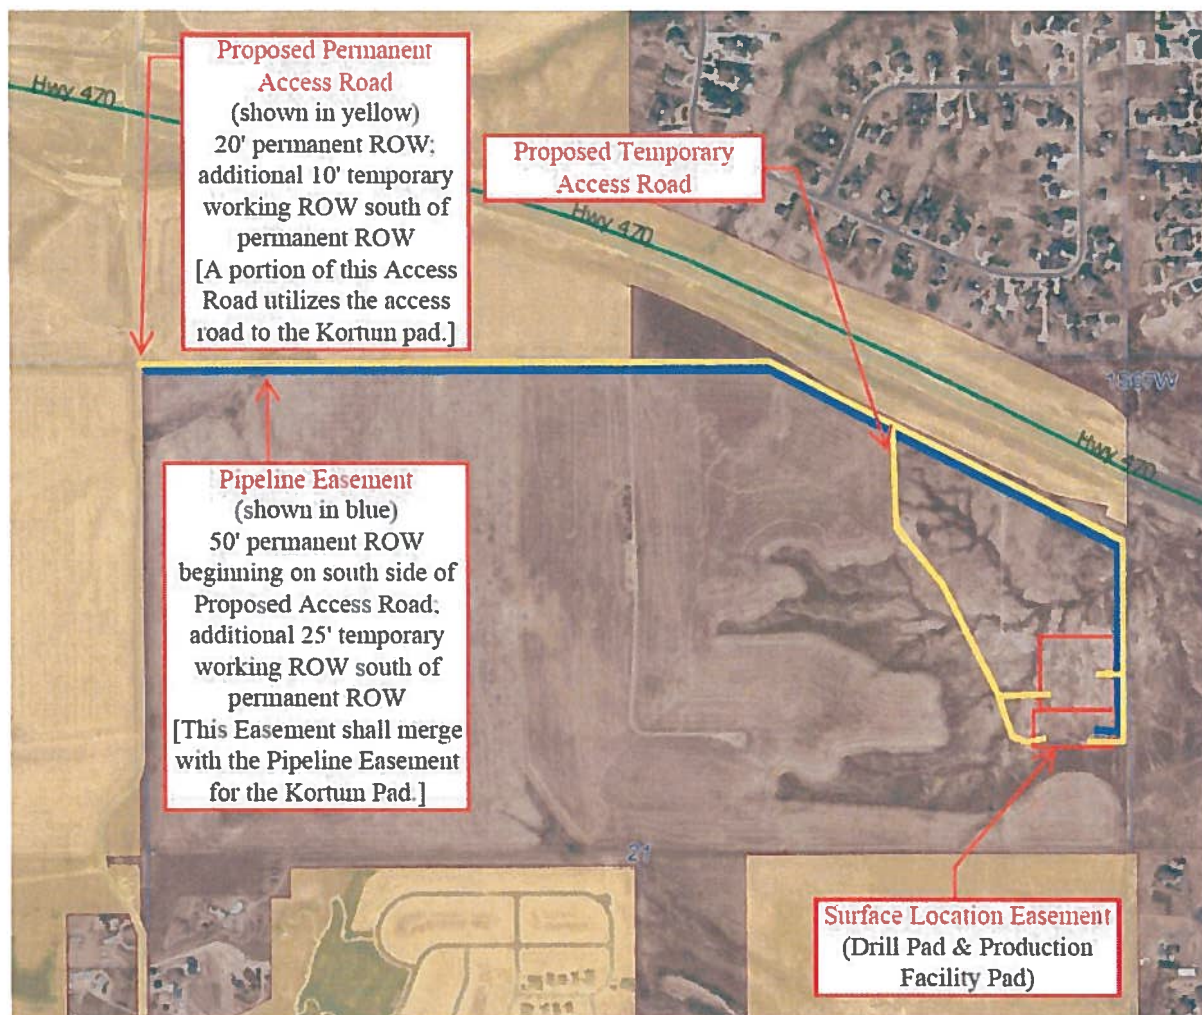 Proposed Permanent
Access Road
(shown in yellow)
20' permanent ROW;
additional 10' temporary
working ROW south of
permanent ROW
[A portion of this Access
Road utilizes the access
road to the Kortum pad.]
Hwy 470
Proposed Temporary
Access Road
Hwy 470
Hwy 470
Pipeline Easement
(shown in blue)
50' permanent ROW
beginning on south side of
Proposed Access Road;
additional 25' temporary
working ROW south of
permanent ROW
[This Easement shall merge
with the Pipeline Easement
for the Kortum Pad.]
21
Surface Location Easement
(Drill Pad & Production
Facility Pad)